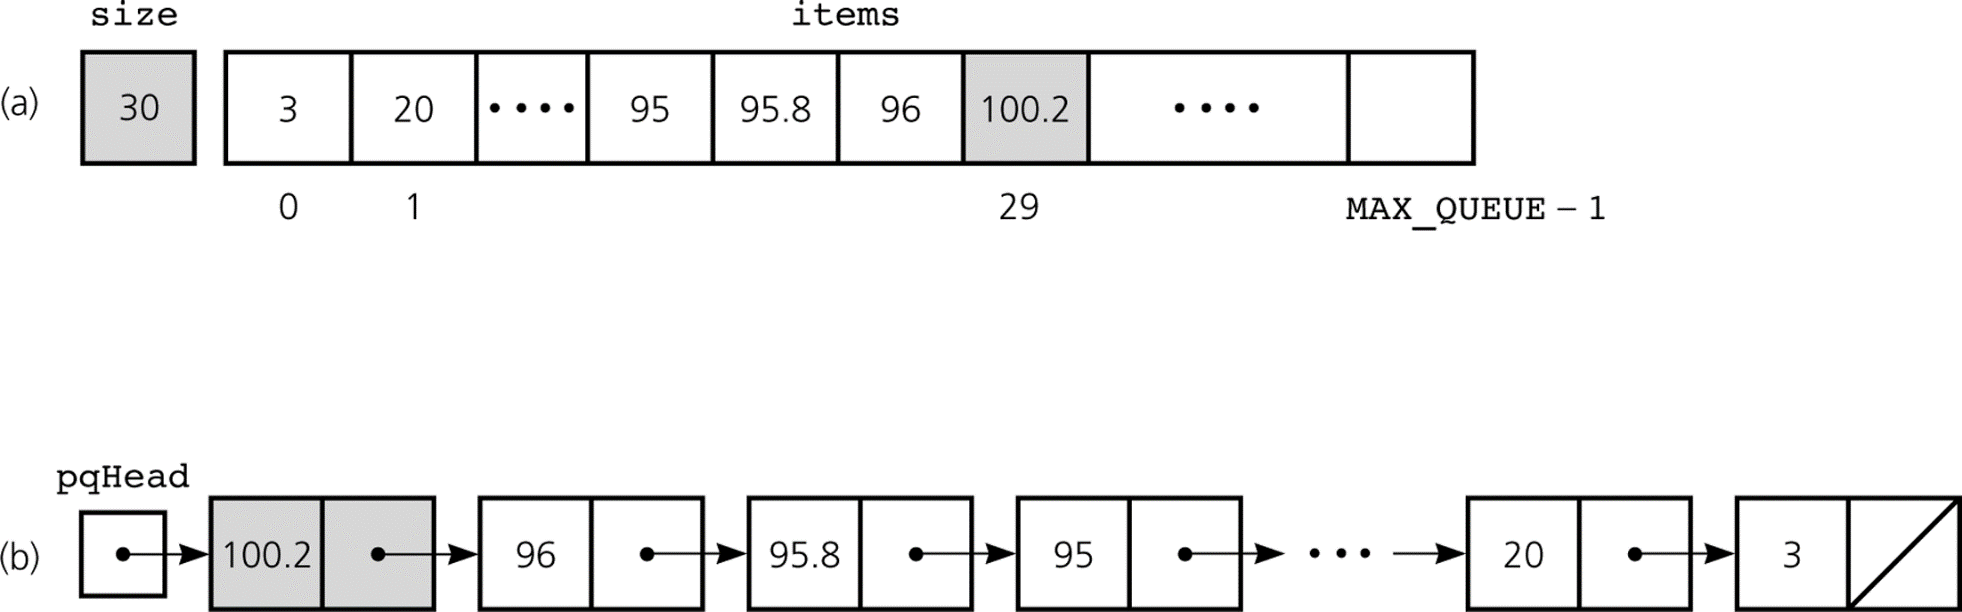 size items
(a) 30 3 20 •••• 95 95.8 96 100.2 ••••
0 1 29 MAX_QUEUE – 1
pqHead
(b) 100.2 96 95.8 95 ••• 20 3